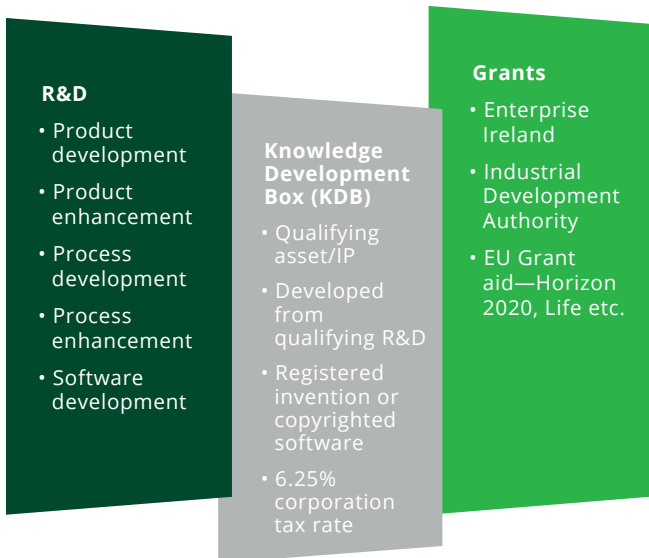 R&D
• Product
development
• Product
enhancement
• Process
development
• Process
enhancement
• Software
development
Knowledge
Development
Box (KDB)
• Qualifying
asset/IP
• Developed
from
qualifying R&D
• Registered
invention or
copyrighted
software
• 6.25%
corporation
tax rate
Grants
• Enterprise
Ireland
• Industrial
Development
Authority
• EU Grant
aid—Horizon
2020, Life etc.